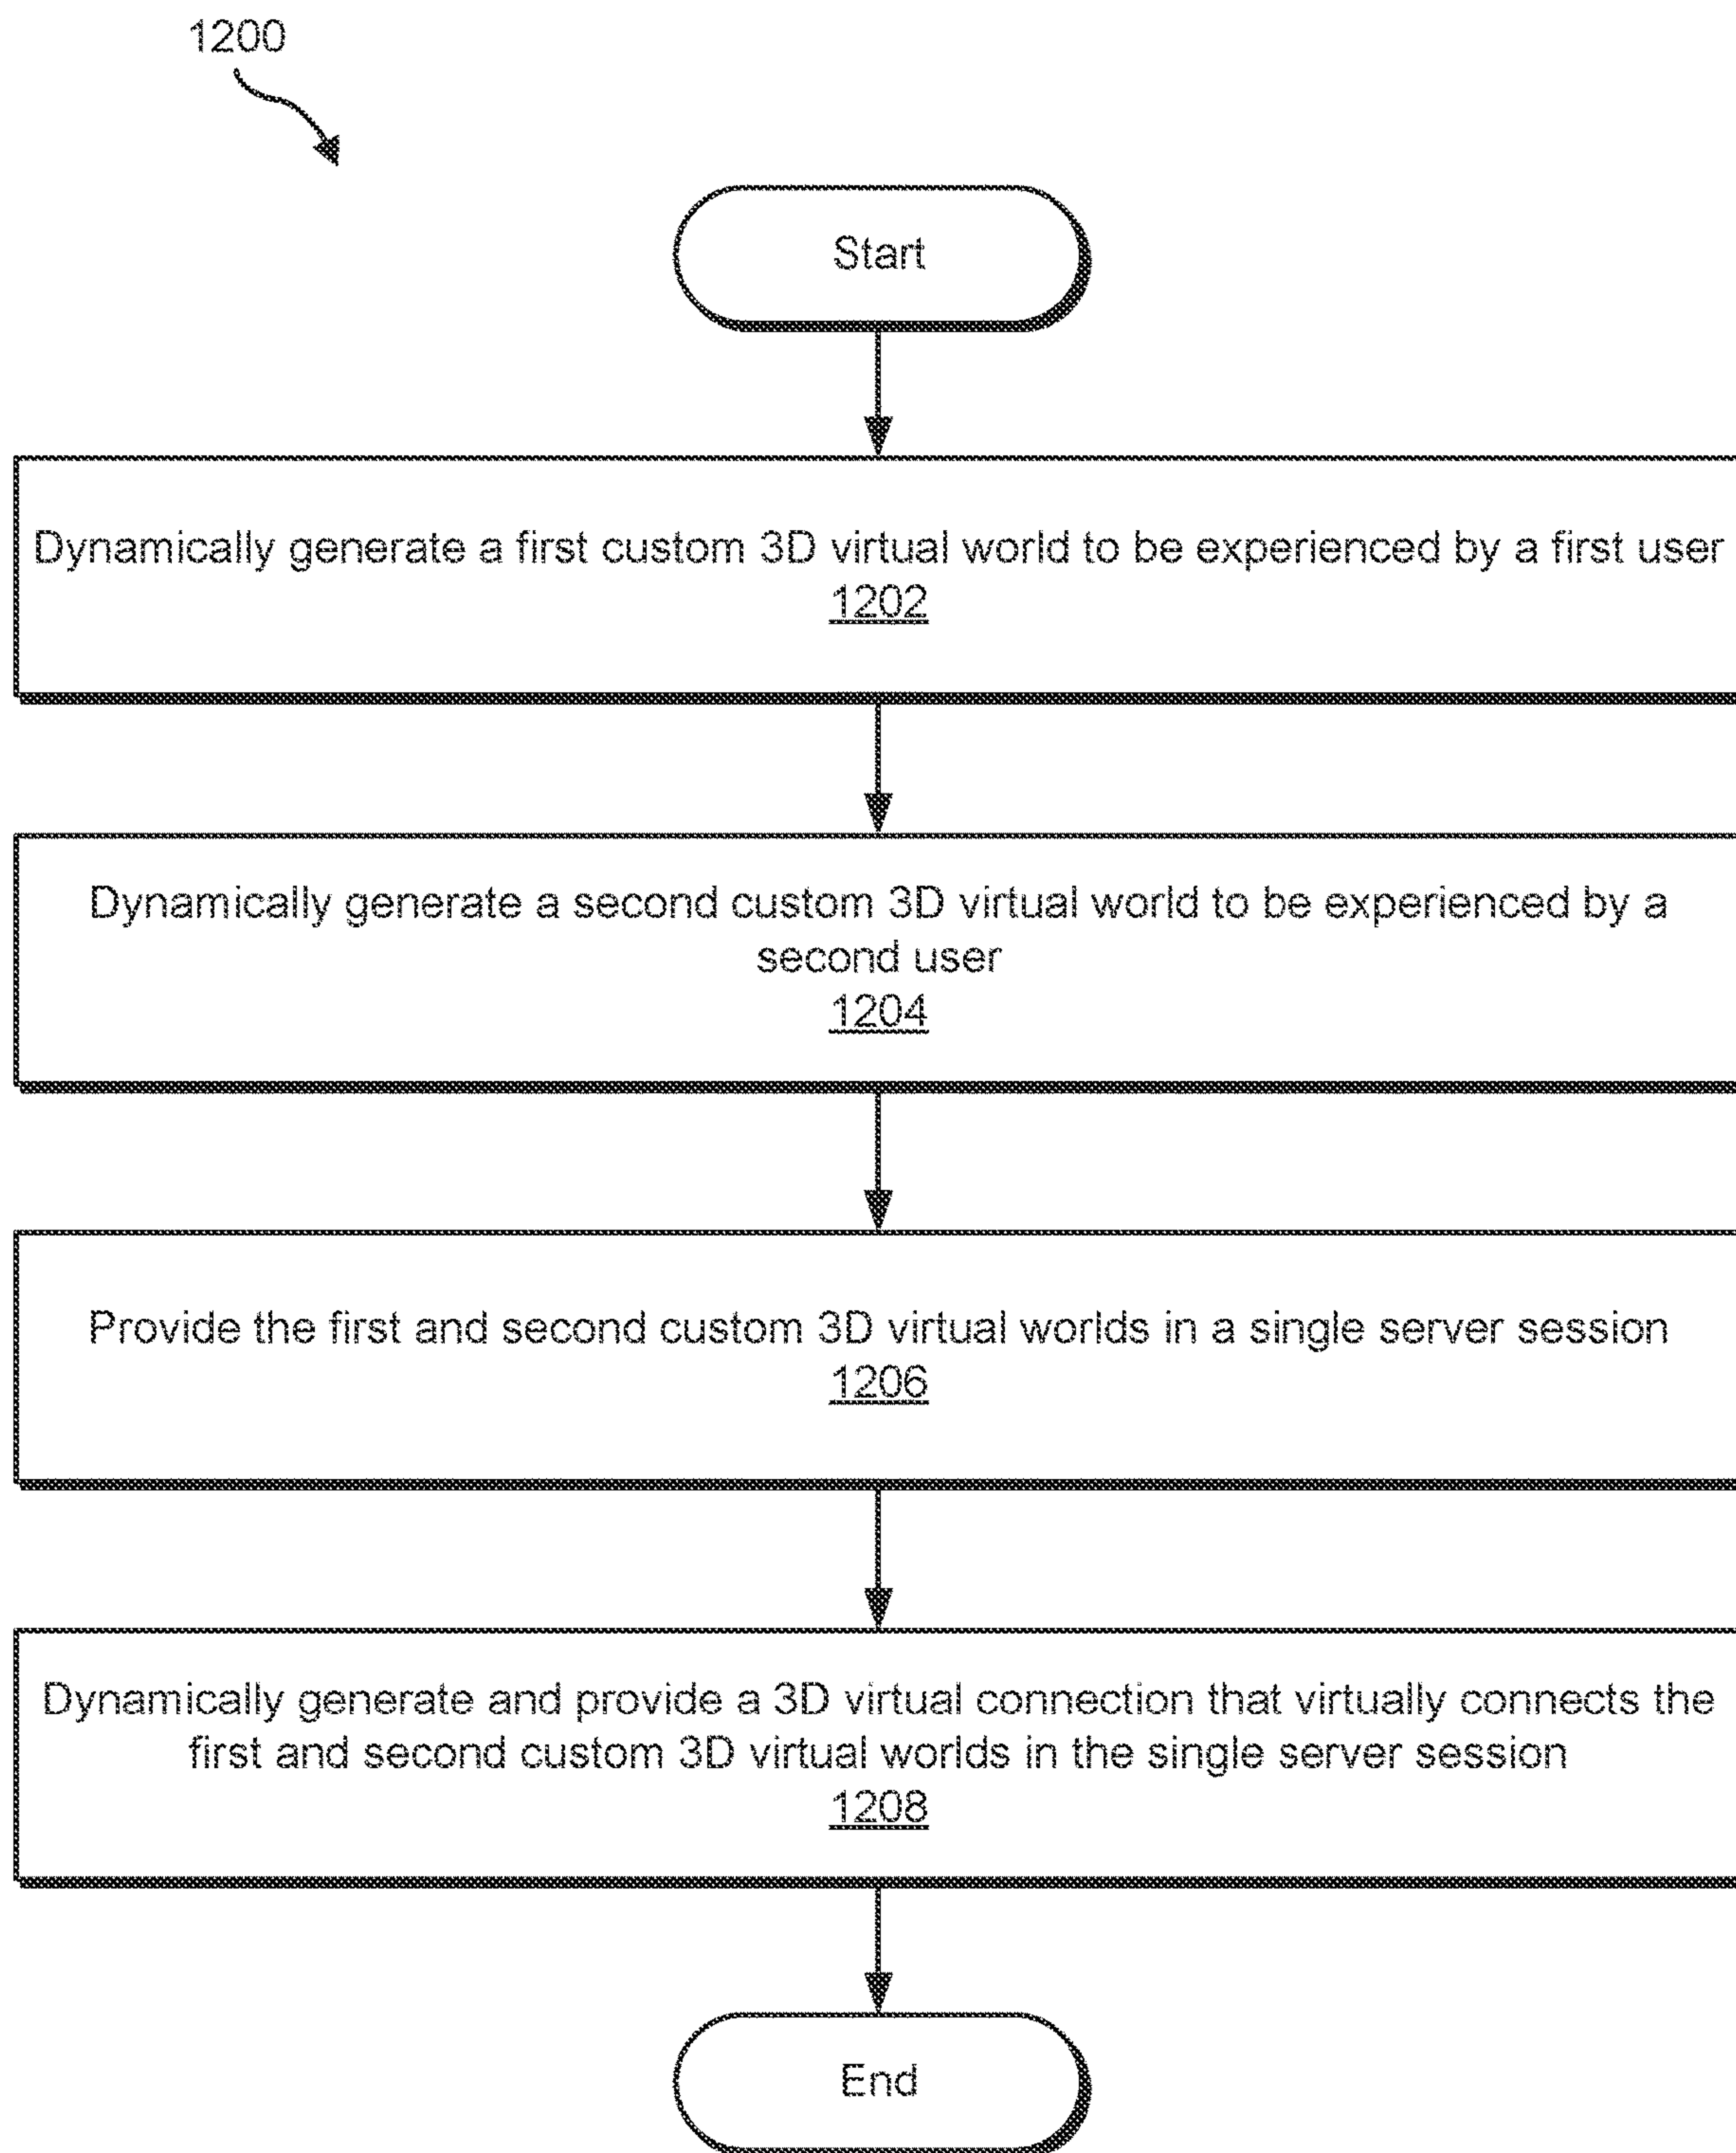 1200
Start
Dynamically generate a first custom 3D virtual world to be experienced by a first user
1202
Dynamically generate a second custom 3D virtual world to be experienced by a
second user
1204
Provide the first and second custom 3D virtual worlds in a single server session
1206
Dynamically generate and provide a 3D virtual connection that virtually connects the
first and second custom 3D virtual worlds in the single server session
1208
End